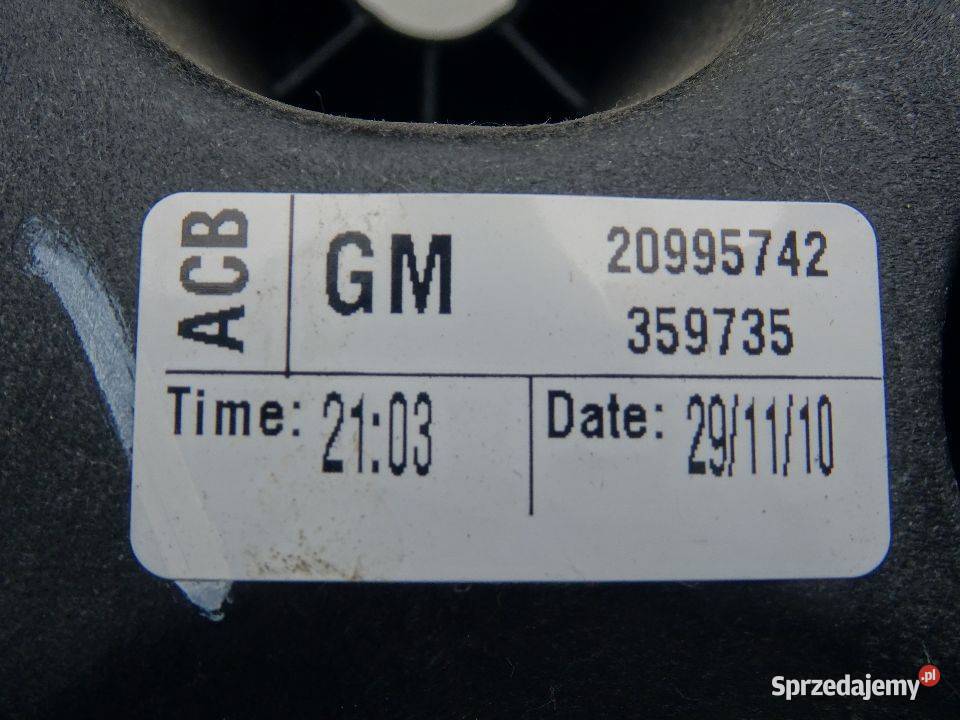 ACB
GM
20995742
359735
Time: 21:03
Date: 29/11/10
Sprzedajemy.pl